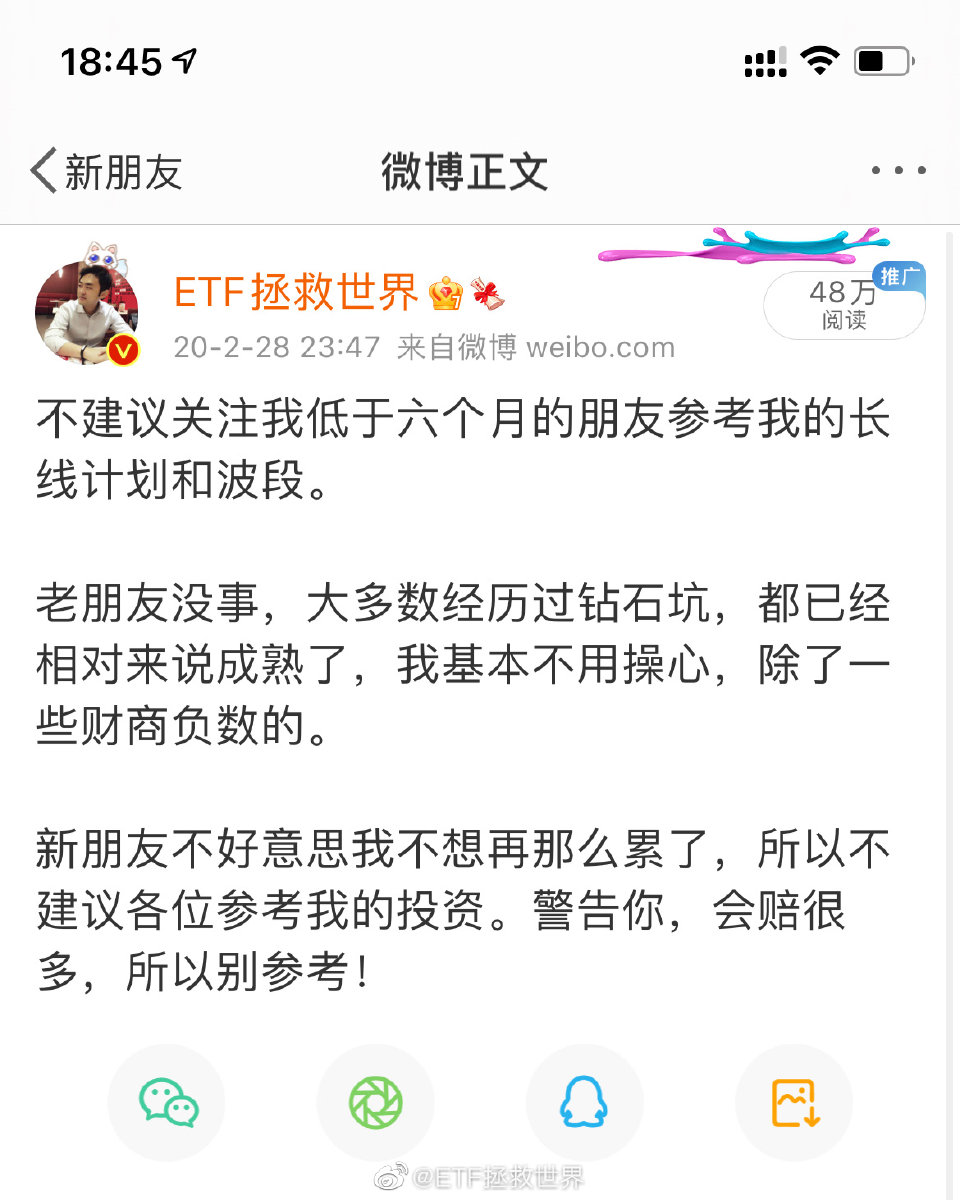 18:45
新朋友
微博正文
ETF拯救世界
推广
48万
阅读
20-2-28 23:47 来自微博 weibo.com
不建议关注我低于六个月的朋友参考我的长
线计划和波段。
老朋友没事，大多数经历过钻石坑，都已经
相对来说成熟了，我基本不用操心，除了一
些财商负数的。
新朋友不好意思我不想再那么累了，所以不
建议各位参考我的投资。警告你，会赔很
多，所以别参考！
@ETF拯救世界